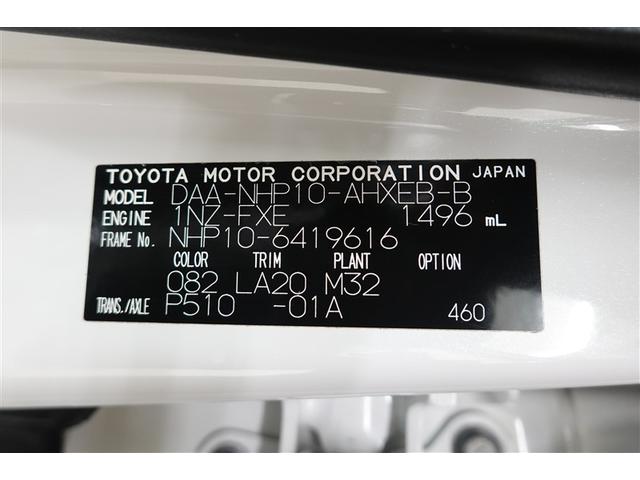 TOYOTA MOTOR CORPORATION JAPAN
MODEL DAA-NHP10-AHXEB-B
ENGINE 1NZ-FXE 1496 mL
FRAME No. NHP10-6419616
COLOR TRIM PLANT OPTION
082 LA20 M32
TRANS./AXLE P510 -01A 460